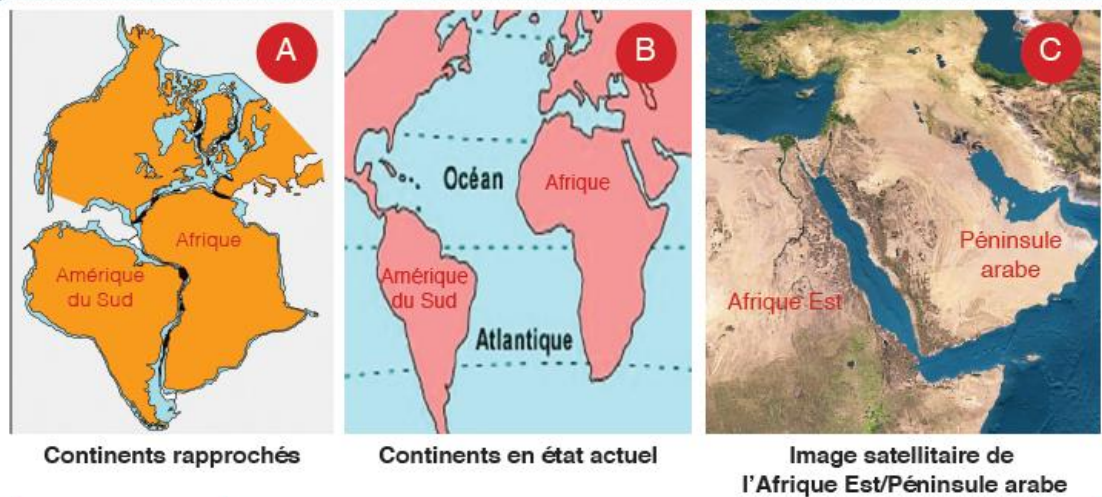 A
Afrique
Amérique
du Sud
Continents rapprochés
B
Océan
Afrique
Amérique
du Sud
Atlantique
Continents en état actuel
C
Péninsule
arabe
Afrique Est
Image satellitaire de
l'Afrique Est/Péninsule arabe